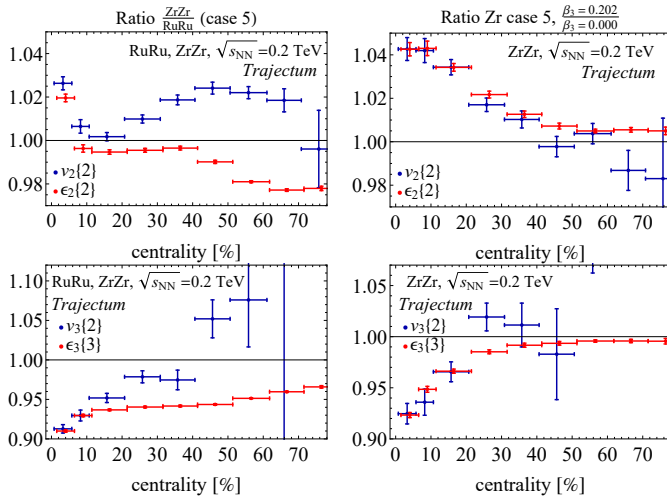 Ratio ZrZr/RuRu (case 5)
RuRu, ZrZr, √sNN =0.2 TeV
Trajectum
1.04
1.02
1.00
0.98
v2{2}
ϵ2{2}
0 10 20 30 40 50 60 70
centrality [%]
Ratio Zr case 5, β3=0.202/β3=0.000
ZrZr, √sNN =0.2 TeV
Trajectum
1.04
1.02
1.00
0.98
v2{2}
ϵ2{2}
0 10 20 30 40 50 60 70
centrality [%]
RuRu, ZrZr, √sNN =0.2 TeV
Trajectum
1.10
1.05
1.00
0.95
0.90
v3{2}
ϵ3{3}
0 10 20 30 40 50 60 70
centrality [%]
ZrZr, √sNN =0.2 TeV
Trajectum
1.05
1.00
0.95
0.90
v3{2}
ϵ3{3}
0 10 20 30 40 50 60 70
centrality [%]